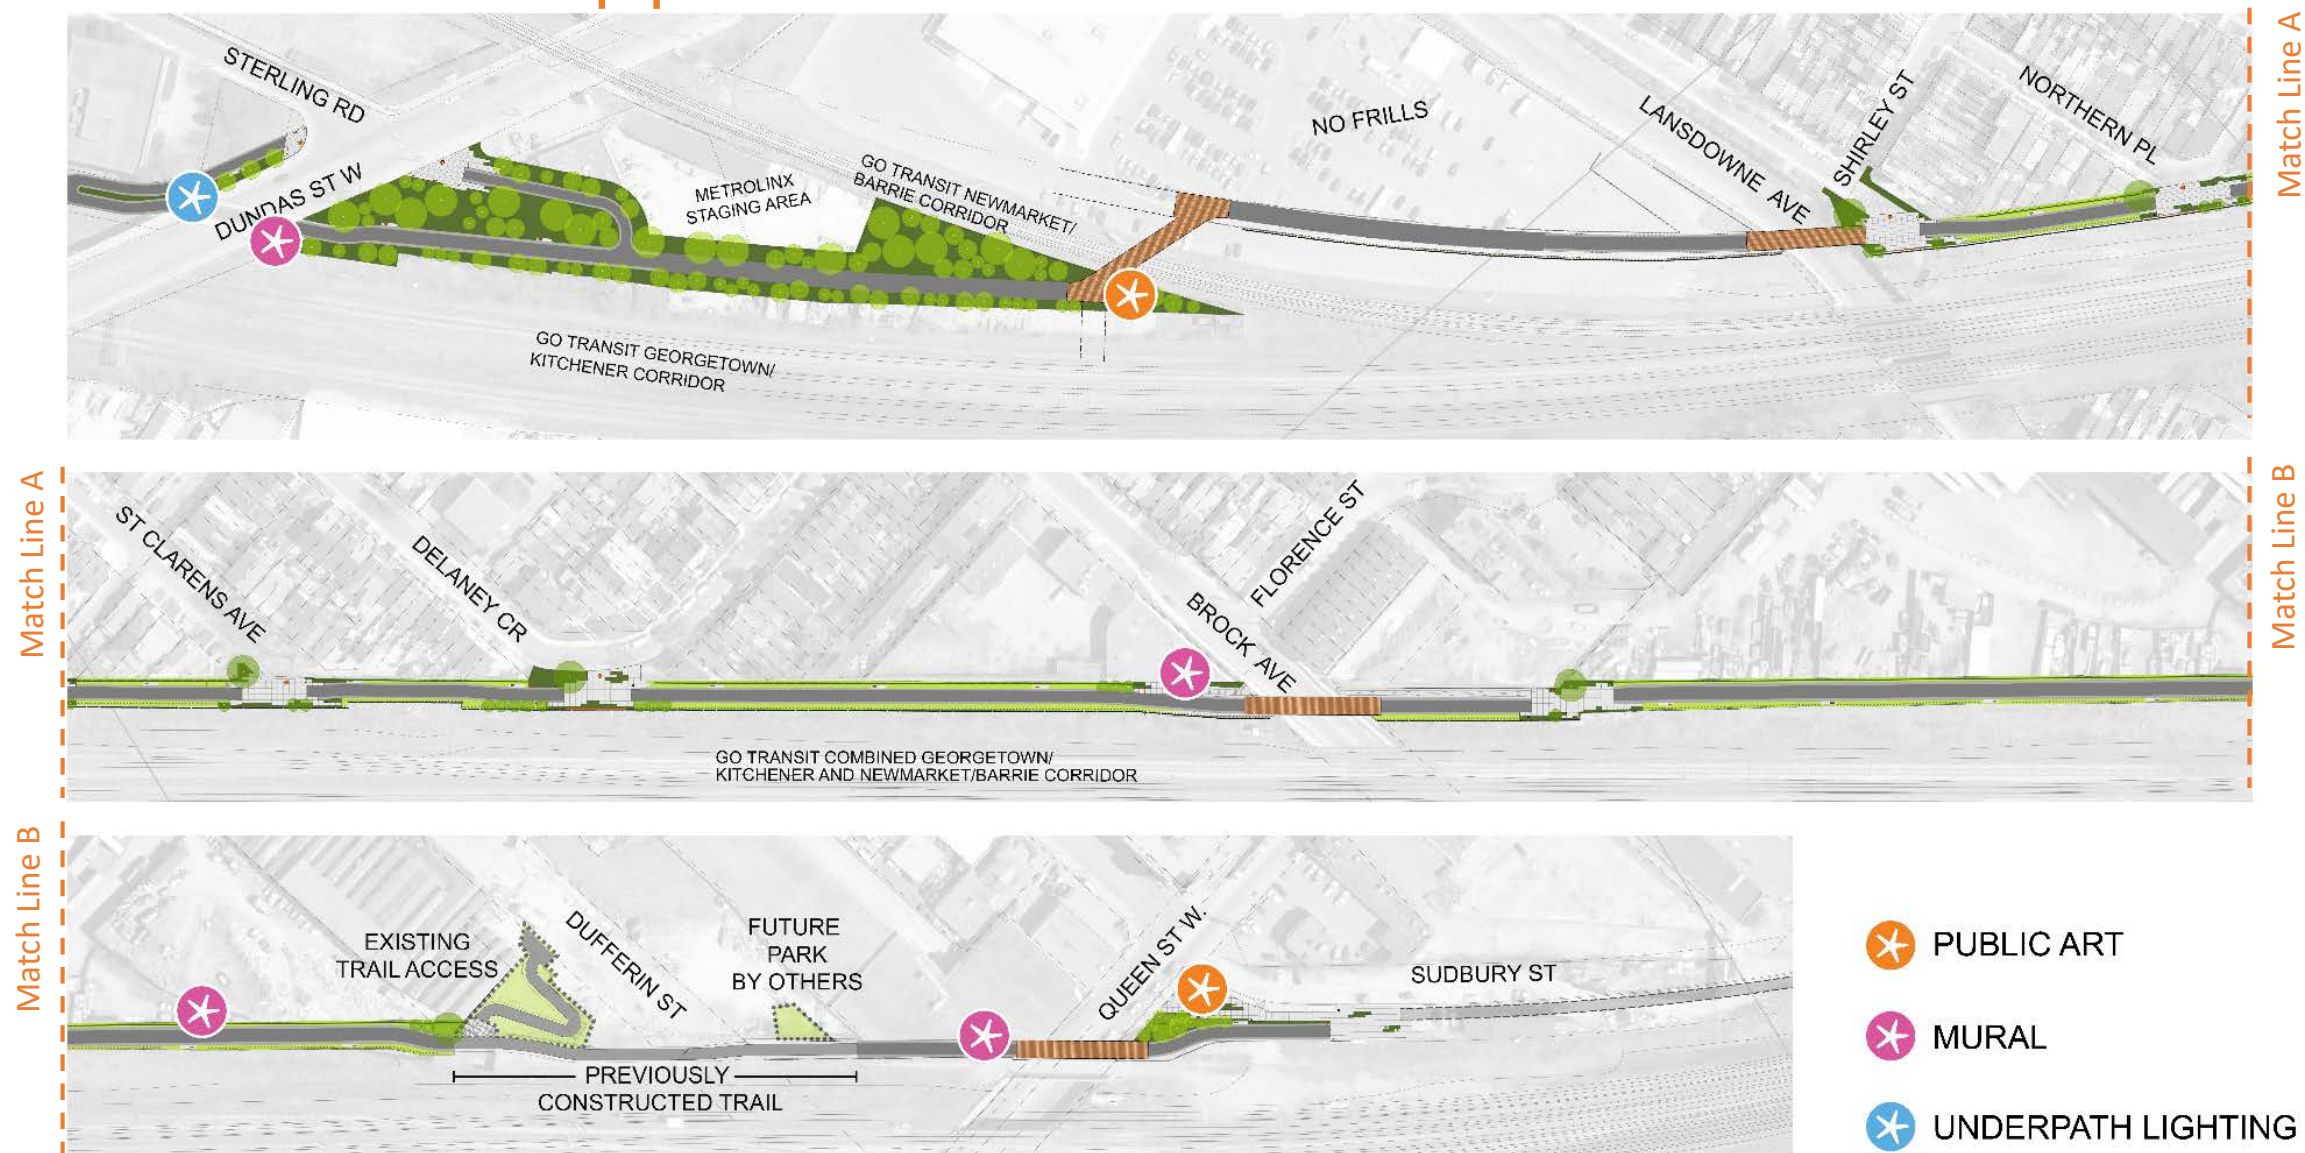 STERLING RD
DUNDAS ST W
METROLINX
STAGING AREA
GO TRANSIT NEWMARKET/
BARRIE CORRIDOR
NO FRILLS
LANSDOWNE AVE
SHIRLEY ST
NORTHERN PL
GO TRANSIT GEORGETOWN/
KITCHENER CORRIDOR
Match Line A
Match Line A
ST CLARENS AVE
DELANEY CR
BROCK AVE
FLORENCE ST
GO TRANSIT COMBINED GEORGETOWN/
KITCHENER AND NEWMARKET/BARRIE CORRIDOR
Match Line B
Match Line B
EXISTING
TRAIL ACCESS
DUFFERIN ST
FUTURE
PARK
BY OTHERS
QUEEN ST W.
SUDBURY ST
PREVIOUSLY
CONSTRUCTED TRAIL
PUBLIC ART
MURAL
UNDERPATH LIGHTING